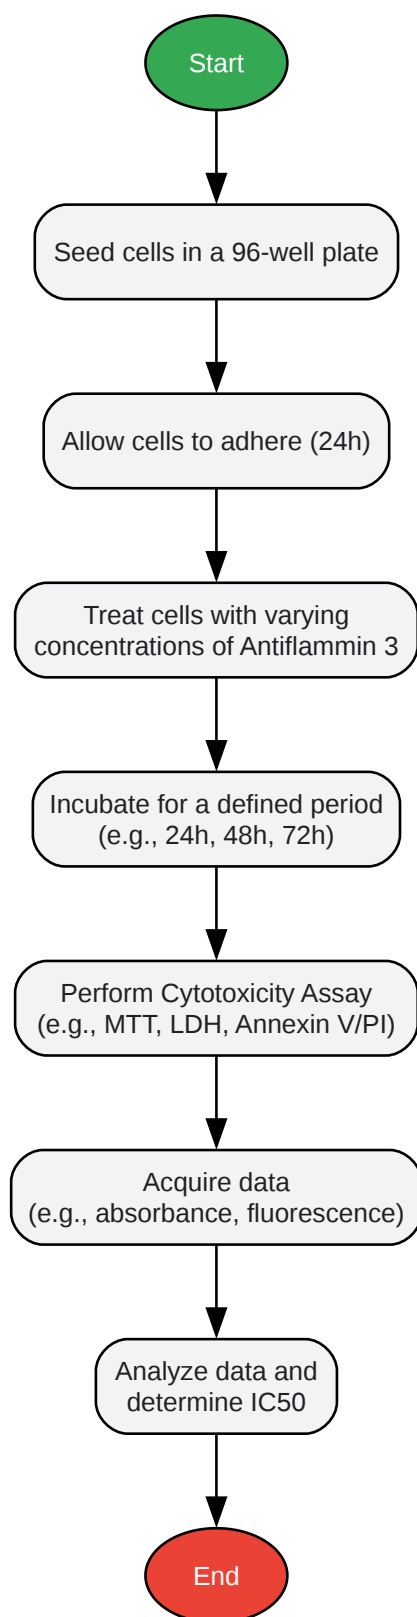 Start
Seed cells in a 96-well plate
Allow cells to adhere (24h)
Treat cells with varying
concentrations of Antiflammin 3
Incubate for a defined period
(e.g., 24h, 48h, 72h)
Perform Cytotoxicity Assay
(e.g., MTT, LDH, Annexin V/PI)
Acquire data
(e.g., absorbance, fluorescence)
Analyze data and
determine IC50
End